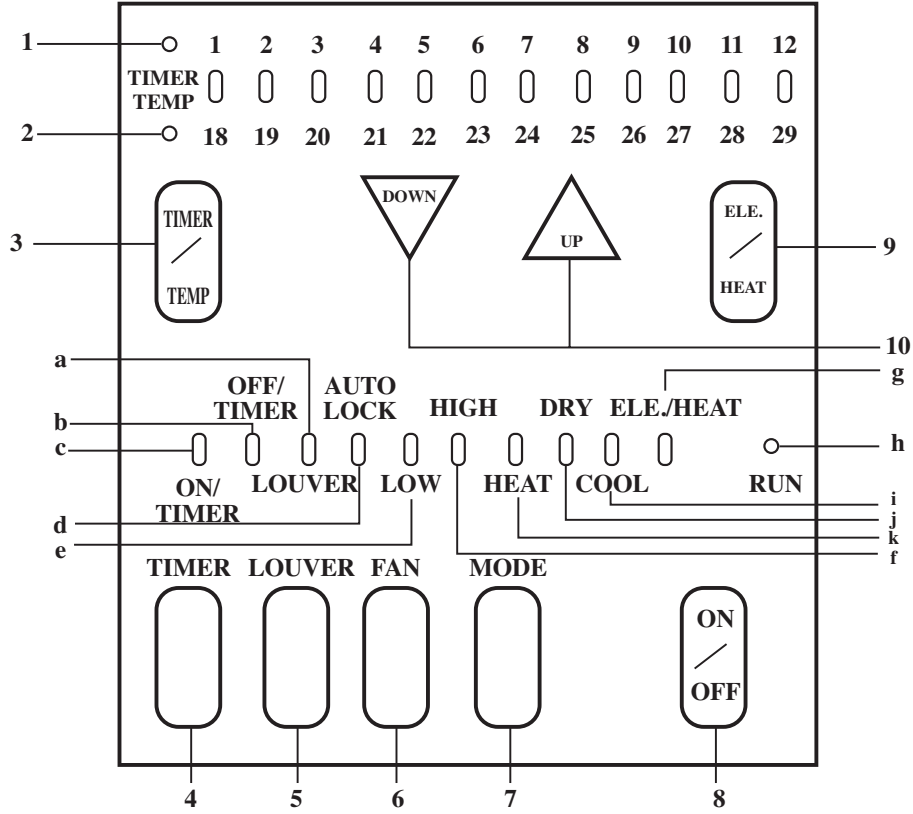 1 1 2 3 4 5 6 7 8 9 10 11 12
TIMER
TEMP
2 18 19 20 21 22 23 24 25 26 27 28 29
DOWN
UP
TIMER
TEMP
3
ELE.
HEAT
9
10
a
g
OFF/
TIMER
AUTO
LOCK
HIGH
DRY
ELE./HEAT
b
c
h
ON/
TIMER
LOUVER
LOW
HEAT
COOL
RUN
d
e
i
j
k
f
TIMER LOUVER FAN MODE
ON
OFF
4 5 6 7 8